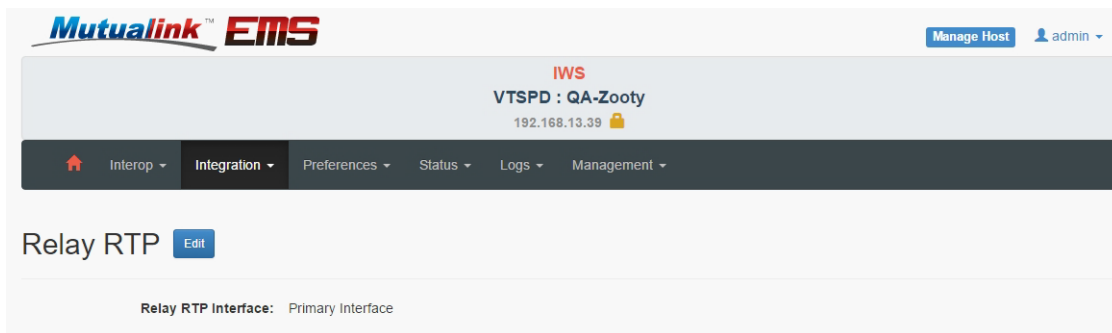 Mutualink™ EMS
Manage Host admin
IWS
VTSPD : QA-Zooty
192.168.13.39
Interop Integration Preferences Status Logs Management
Relay RTP Edit
Relay RTP Interface: Primary Interface